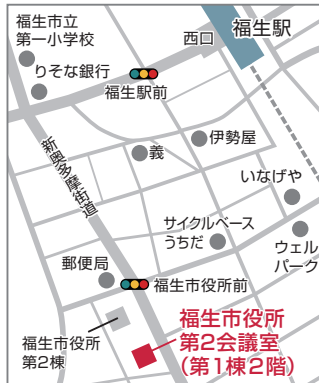 福生市立
第一小学校
りそな銀行
西口
福生駅
福生駅前
新奥多摩街道
義
伊勢屋
いなげや
サイクルベース
うちだ
ウェル
パーク
郵便局
福生市役所前
福生市役所
第2棟
福生市役所
第2会議室
(第1棟2階)